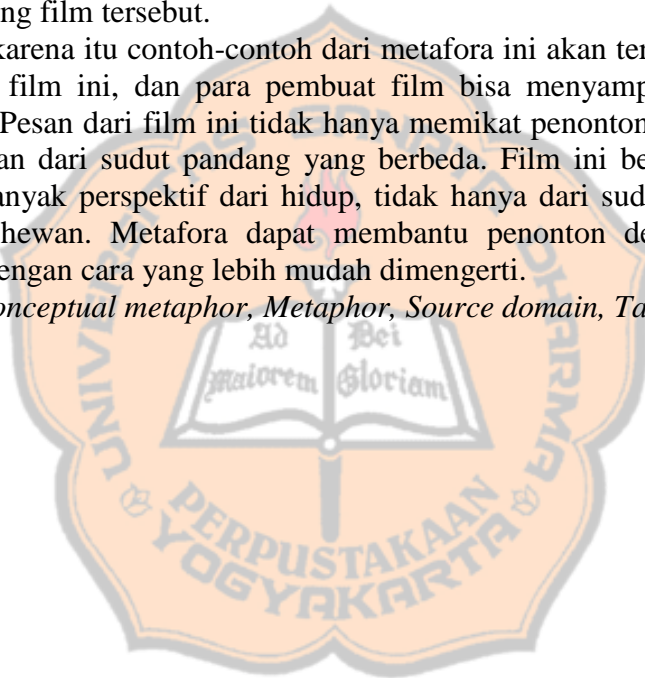 ng film tersebut.
karena itu contoh-contoh dari metafora ini akan ter
film ini, dan para pembuat film bisa menyamp
Pesan dari film ini tidak hanya memikat penonton
an dari sudut pandang yang berbeda. Film ini be
anyak perspektif dari hidup, tidak hanya dari sud
hewan. Metafora dapat membantu penonton de
engan cara yang lebih mudah dimengerti.
onceptual metaphor, Metaphor, Source domain, Ta
UNIVERSITAS SANATA DHARMA
Ad Dei
Maiorem Gloriam
PERPUSTAKAAN
YOGYAKARTA